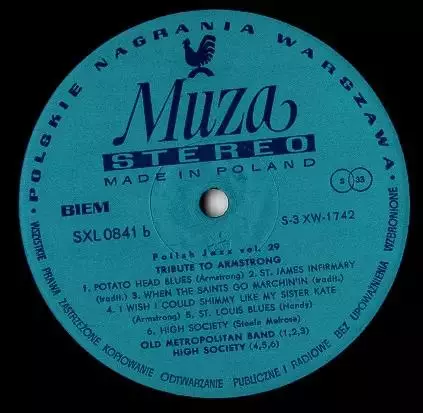 • POLSKIE NAGRANIA WARSZAWA •
Muza
STEREO
MADE IN POLAND
BIEM
S 33
SXL 0841 b
S-3 XW-1742
Polish Jazz vol. 29
TRIBUTE TO ARMSTRONG
1. POTATO HEAD BLUES (Armstrong) 2. ST. JAMES INFIRMARY
(tradit.) 3. WHEN THE SAINTS GO MARCHIN'IN (tradit.)
4. I WISH I COULD SHIMMY LIKE MY SISTER KATE
(Armstrong) 5. ST. LOUIS BLUES (Handy)
6. HIGH SOCIETY (Steele Melrose)
OLD METROPOLITAN BAND (1,2,3)
HIGH SOCIETY (4,5,6)
WSZYSTKIE PRAWA ZASTRZEŻONE. KOPIOWANIE ODTWARZANIE PUBLICZNE I RADIOWE BEZ UPOWAŻNIENIA WZBRONIONE